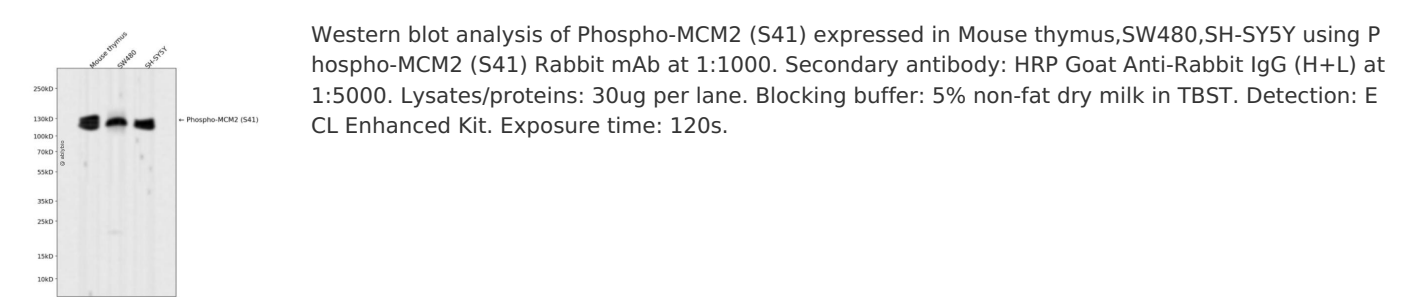 Mouse thymus
SW480
SH-SY5Y
250kD
130kD
100kD
70kD
55kD
35kD
25kD
15kD
10kD
@ ablybio
← Phospho-MCM2 (S41)
Western blot analysis of Phospho-MCM2 (S41) expressed in Mouse thymus,SW480,SH-SY5Y using P
hospho-MCM2 (S41) Rabbit mAb at 1:1000. Secondary antibody: HRP Goat Anti-Rabbit IgG (H+L) at
1:5000. Lysates/proteins: 30ug per lane. Blocking buffer: 5% non-fat dry milk in TBST. Detection: E
CL Enhanced Kit. Exposure time: 120s.